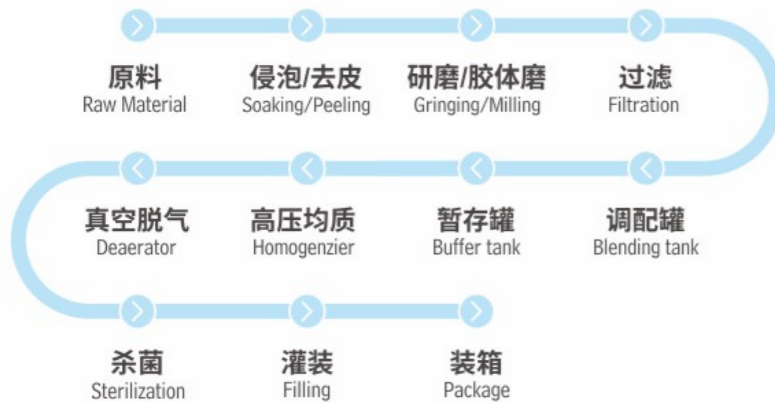 原料
Raw Material
侵泡/去皮
Soaking/Peeling
研磨/胶体磨
Gringing/Milling
过滤
Filtration
调配罐
Blending tank
暂存罐
Buffer tank
高压均质
Homogenzier
真空脱气
Deaerator
杀菌
Sterilization
灌装
Filling
装箱
Package